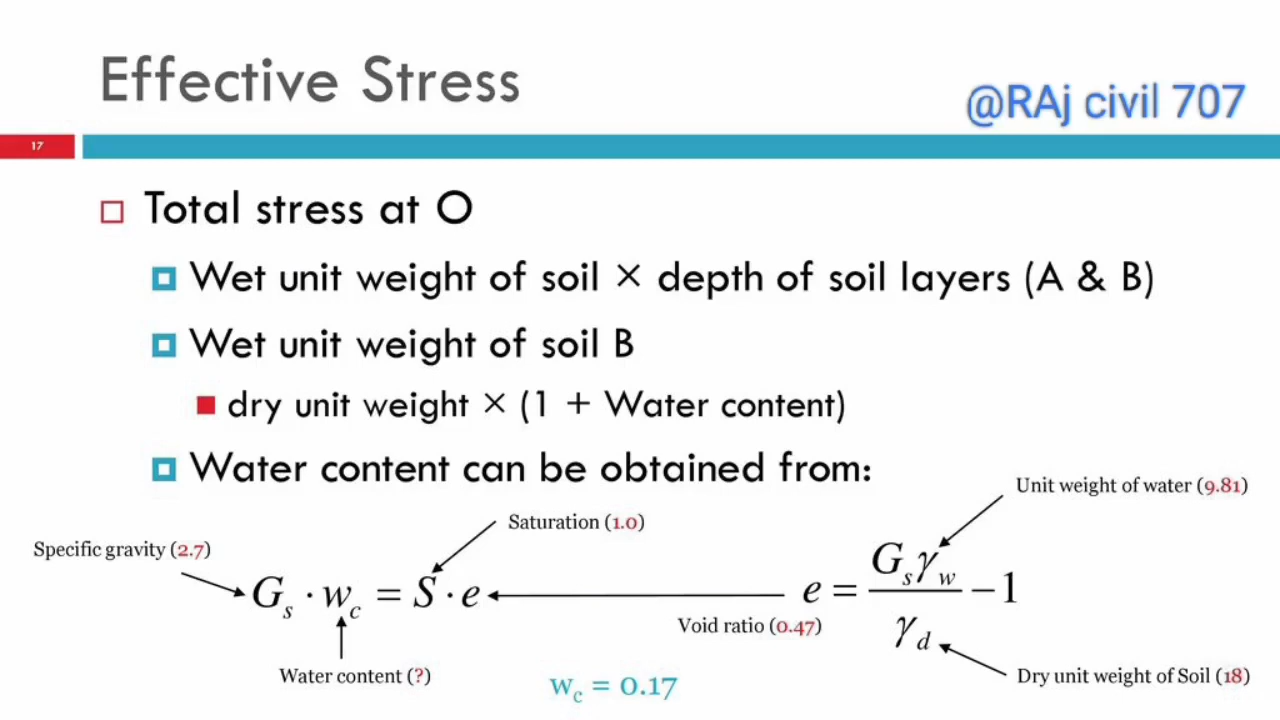 Effective Stress
@RAj civil 707
17
Total stress at O
Wet unit weight of soil × depth of soil layers (A & B)
Wet unit weight of soil B
dry unit weight × (1 + Water content)
Water content can be obtained from:
Unit weight of water (9.81)
Saturation (1.0)
Specific gravity (2.7)
G_s · w_c = S · e
e = G_s γ_w / γ_d − 1
Void ratio (0.47)
Water content (?)
w_c = 0.17
Dry unit weight of Soil (18)